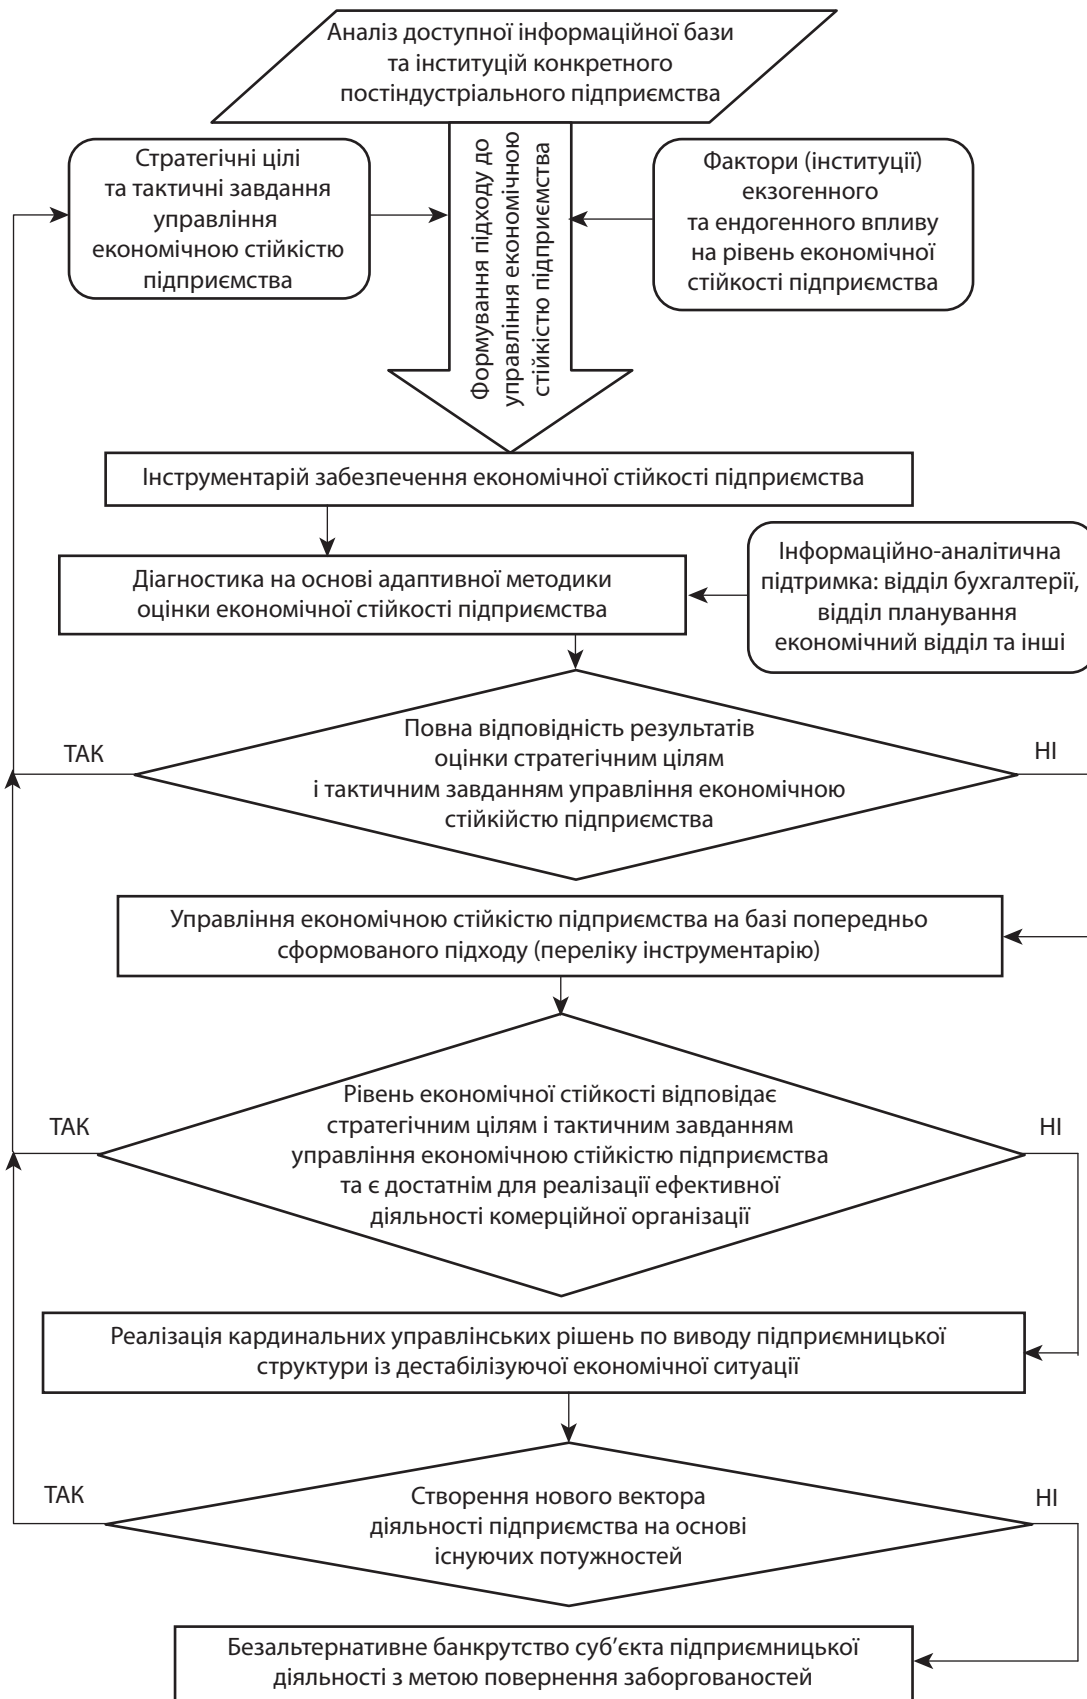 Аналіз доступної інформаційної бази
та інституцій конкретного
постіндустріального підприємства
Стратегічні цілі
та тактичні завдання
управління
економічною стійкістю
підприємства
Формування підходу до
управління економічною
стійкістю підприємства
Фактори (інституції)
екзогенного
та ендогенного впливу
на рівень економічної
стійкості підприємства
Інструментарій забезпечення економічної стійкості підприємства
Діагностика на основі адаптивної методики
оцінки економічної стійкості підприємства
Інформаційно-аналітична
підтримка: відділ бухгалтерії,
відділ планування
економічний відділ та інші
ТАК
Повна відповідність результатів
оцінки стратегічним цілям
і тактичним завданням управління економічною
стійкійстю підприємства
НІ
Управління економічною стійкістю підприємства на базі попередньо
сформованого підходу (переліку інструментарію)
ТАК
Рівень економічної стійкості відповідає
стратегічним цілям і тактичним завданням
управління економічною стійкістю підприємства
та є достатнім для реалізації ефективної
діяльності комерційної організації
НІ
Реалізація кардинальних управлінських рішень по виводу підприємницької
структури із дестабілізуючої економічної ситуації
ТАК
Створення нового вектора
діяльності підприємства на основі
існуючих потужностей
НІ
Безальтернативне банкрутство суб’єкта підприємницької
діяльності з метою повернення заборгованостей